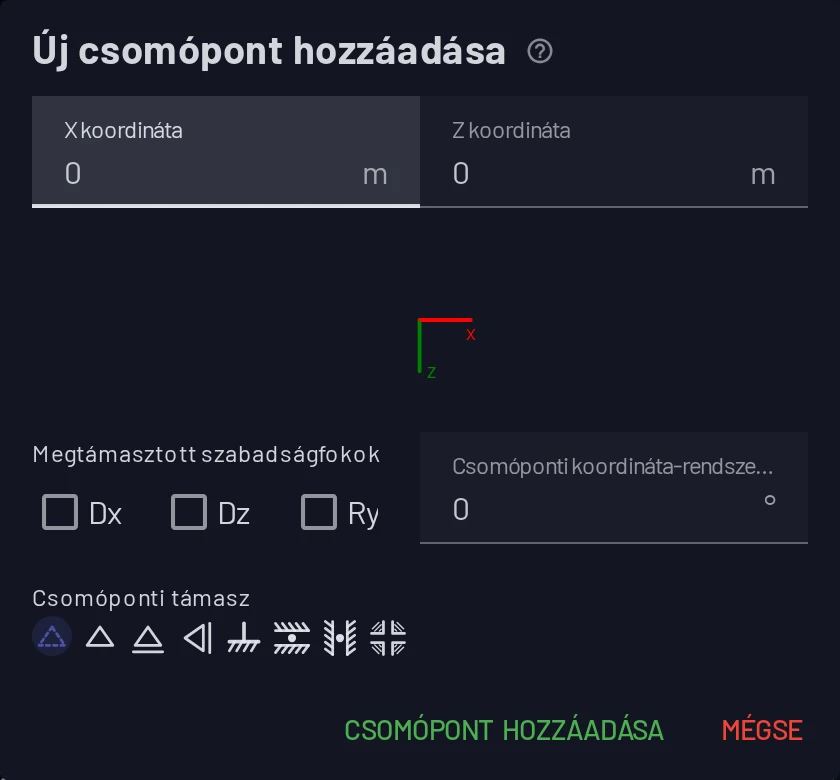 Új csomópont hozzáadása
X koordináta
Z koordináta
0 m
0 m
x
z
Megtámasztott szabadságfokok
Csomóponti koordináta-rendsze...
Dx
Dz
Ry
0 °
Csomóponti támasz
CSOMÓPONT HOZZÁADÁSA
MÉGSE